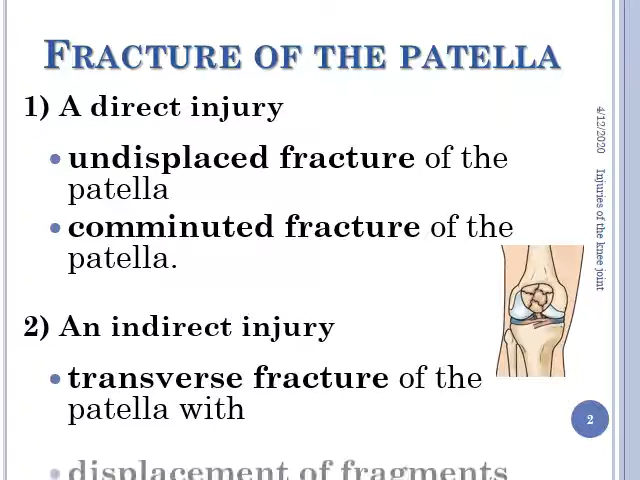 FRACTURE OF THE PATELLA
1) A direct injury
• undisplaced fracture of the
patella
• comminuted fracture of the
patella.
2) An indirect injury
• transverse fracture of the
patella with
• displacement of fragments
4/12/2020
Injuries of the knee joint
2